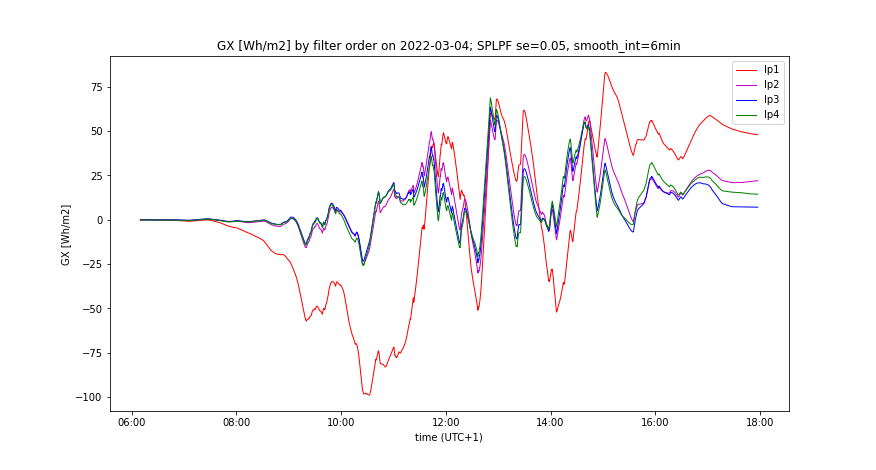 GX [Wh/m2] by filter order on 2022-03-04; SPLPF se=0.05, smooth_int=6min
lp1
lp2
lp3
lp4
75
50
25
0
−25
−50
−75
−100
GX [Wh/m2]
06:00 08:00 10:00 12:00 14:00 16:00 18:00
time (UTC+1)